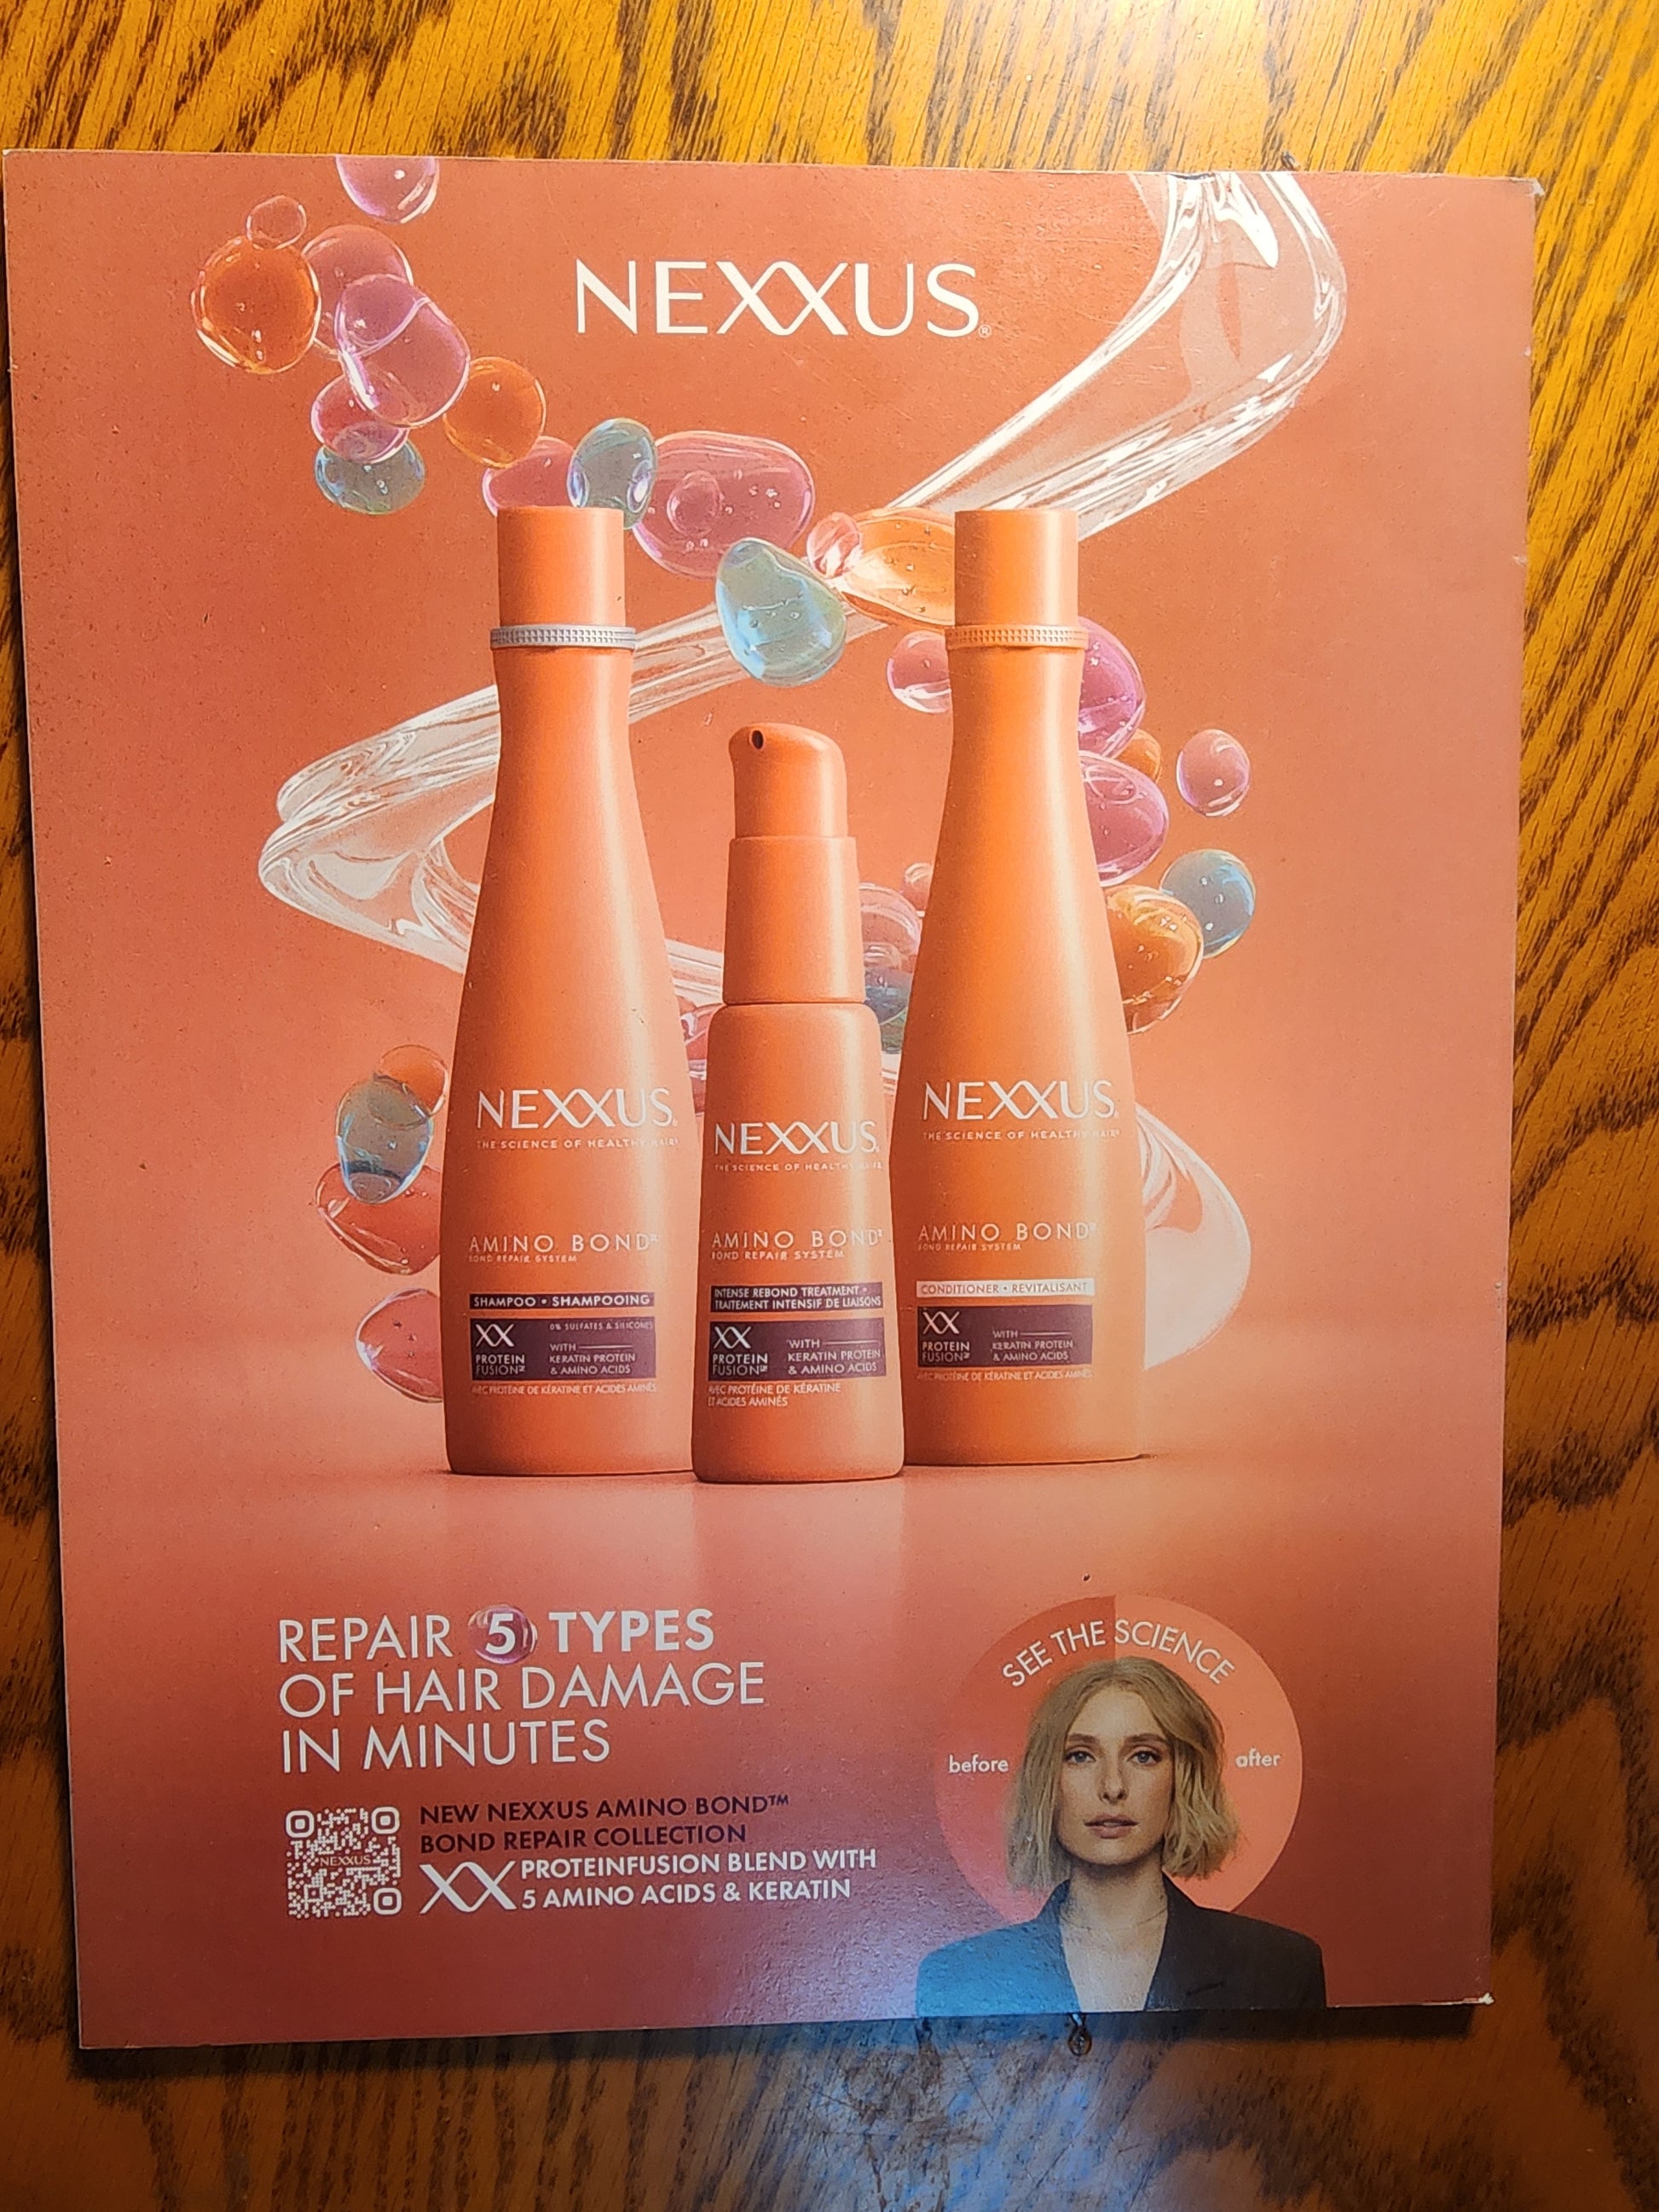 NEXXUS®
NEXXUS®
THE SCIENCE OF HEALTHY HAIR®
AMINO BOND™
BOND REPAIR SYSTEM
SHAMPOO • SHAMPOOING
0% SULFATES & SILICONES
XX
PROTEIN
FUSION™
WITH
KERATIN PROTEIN
& AMINO ACIDS
AVEC PROTÉINE DE KÉRATINE ET ACIDES AMINÉS
NEXXUS®
THE SCIENCE OF HEALTHY HAIR
AMINO BOND™
BOND REPAIR SYSTEM
INTENSE REBOND TREATMENT •
TRAITEMENT INTENSIF DE LIAISONS
XX
PROTEIN
FUSION™
WITH
KERATIN PROTEIN
& AMINO ACIDS
AVEC PROTÉINE DE KÉRATINE
ET ACIDES AMINÉS
NEXXUS®
THE SCIENCE OF HEALTHY HAIR®
AMINO BOND™
BOND REPAIR SYSTEM
CONDITIONER • REVITALISANT
XX
PROTEIN
FUSION™
WITH
KERATIN PROTEIN
& AMINO ACIDS
AVEC PROTÉINE DE KÉRATINE ET ACIDES AMINÉS
REPAIR 5 TYPES
OF HAIR DAMAGE
IN MINUTES
NEXXUS
NEW NEXXUS AMINO BOND™
BOND REPAIR COLLECTION
XX PROTEINFUSION BLEND WITH
5 AMINO ACIDS & KERATIN
SEE THE SCIENCE
before
after